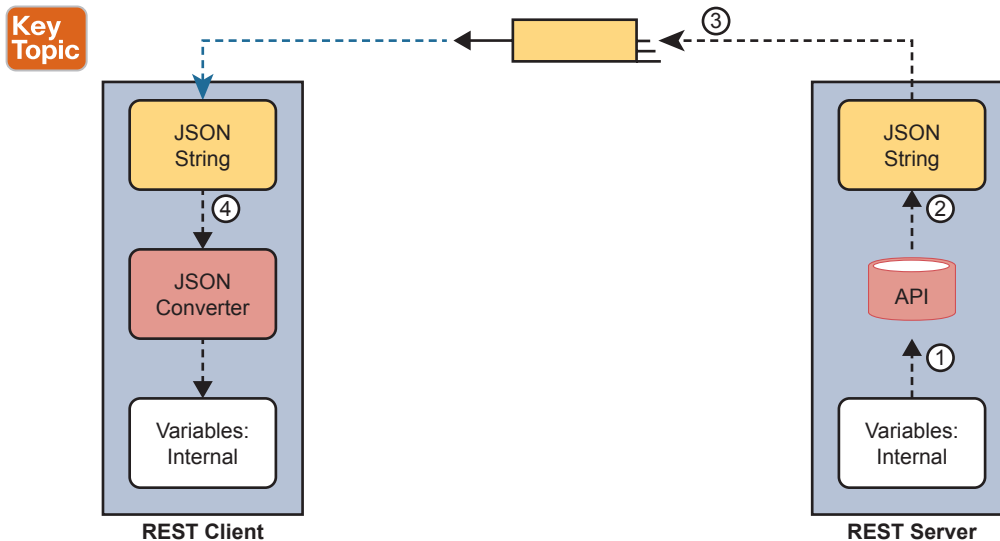 Key
Topic
3
JSON
String
4
JSON
Converter
Variables:
Internal
REST Client
JSON
String
2
API
1
Variables:
Internal
REST Server